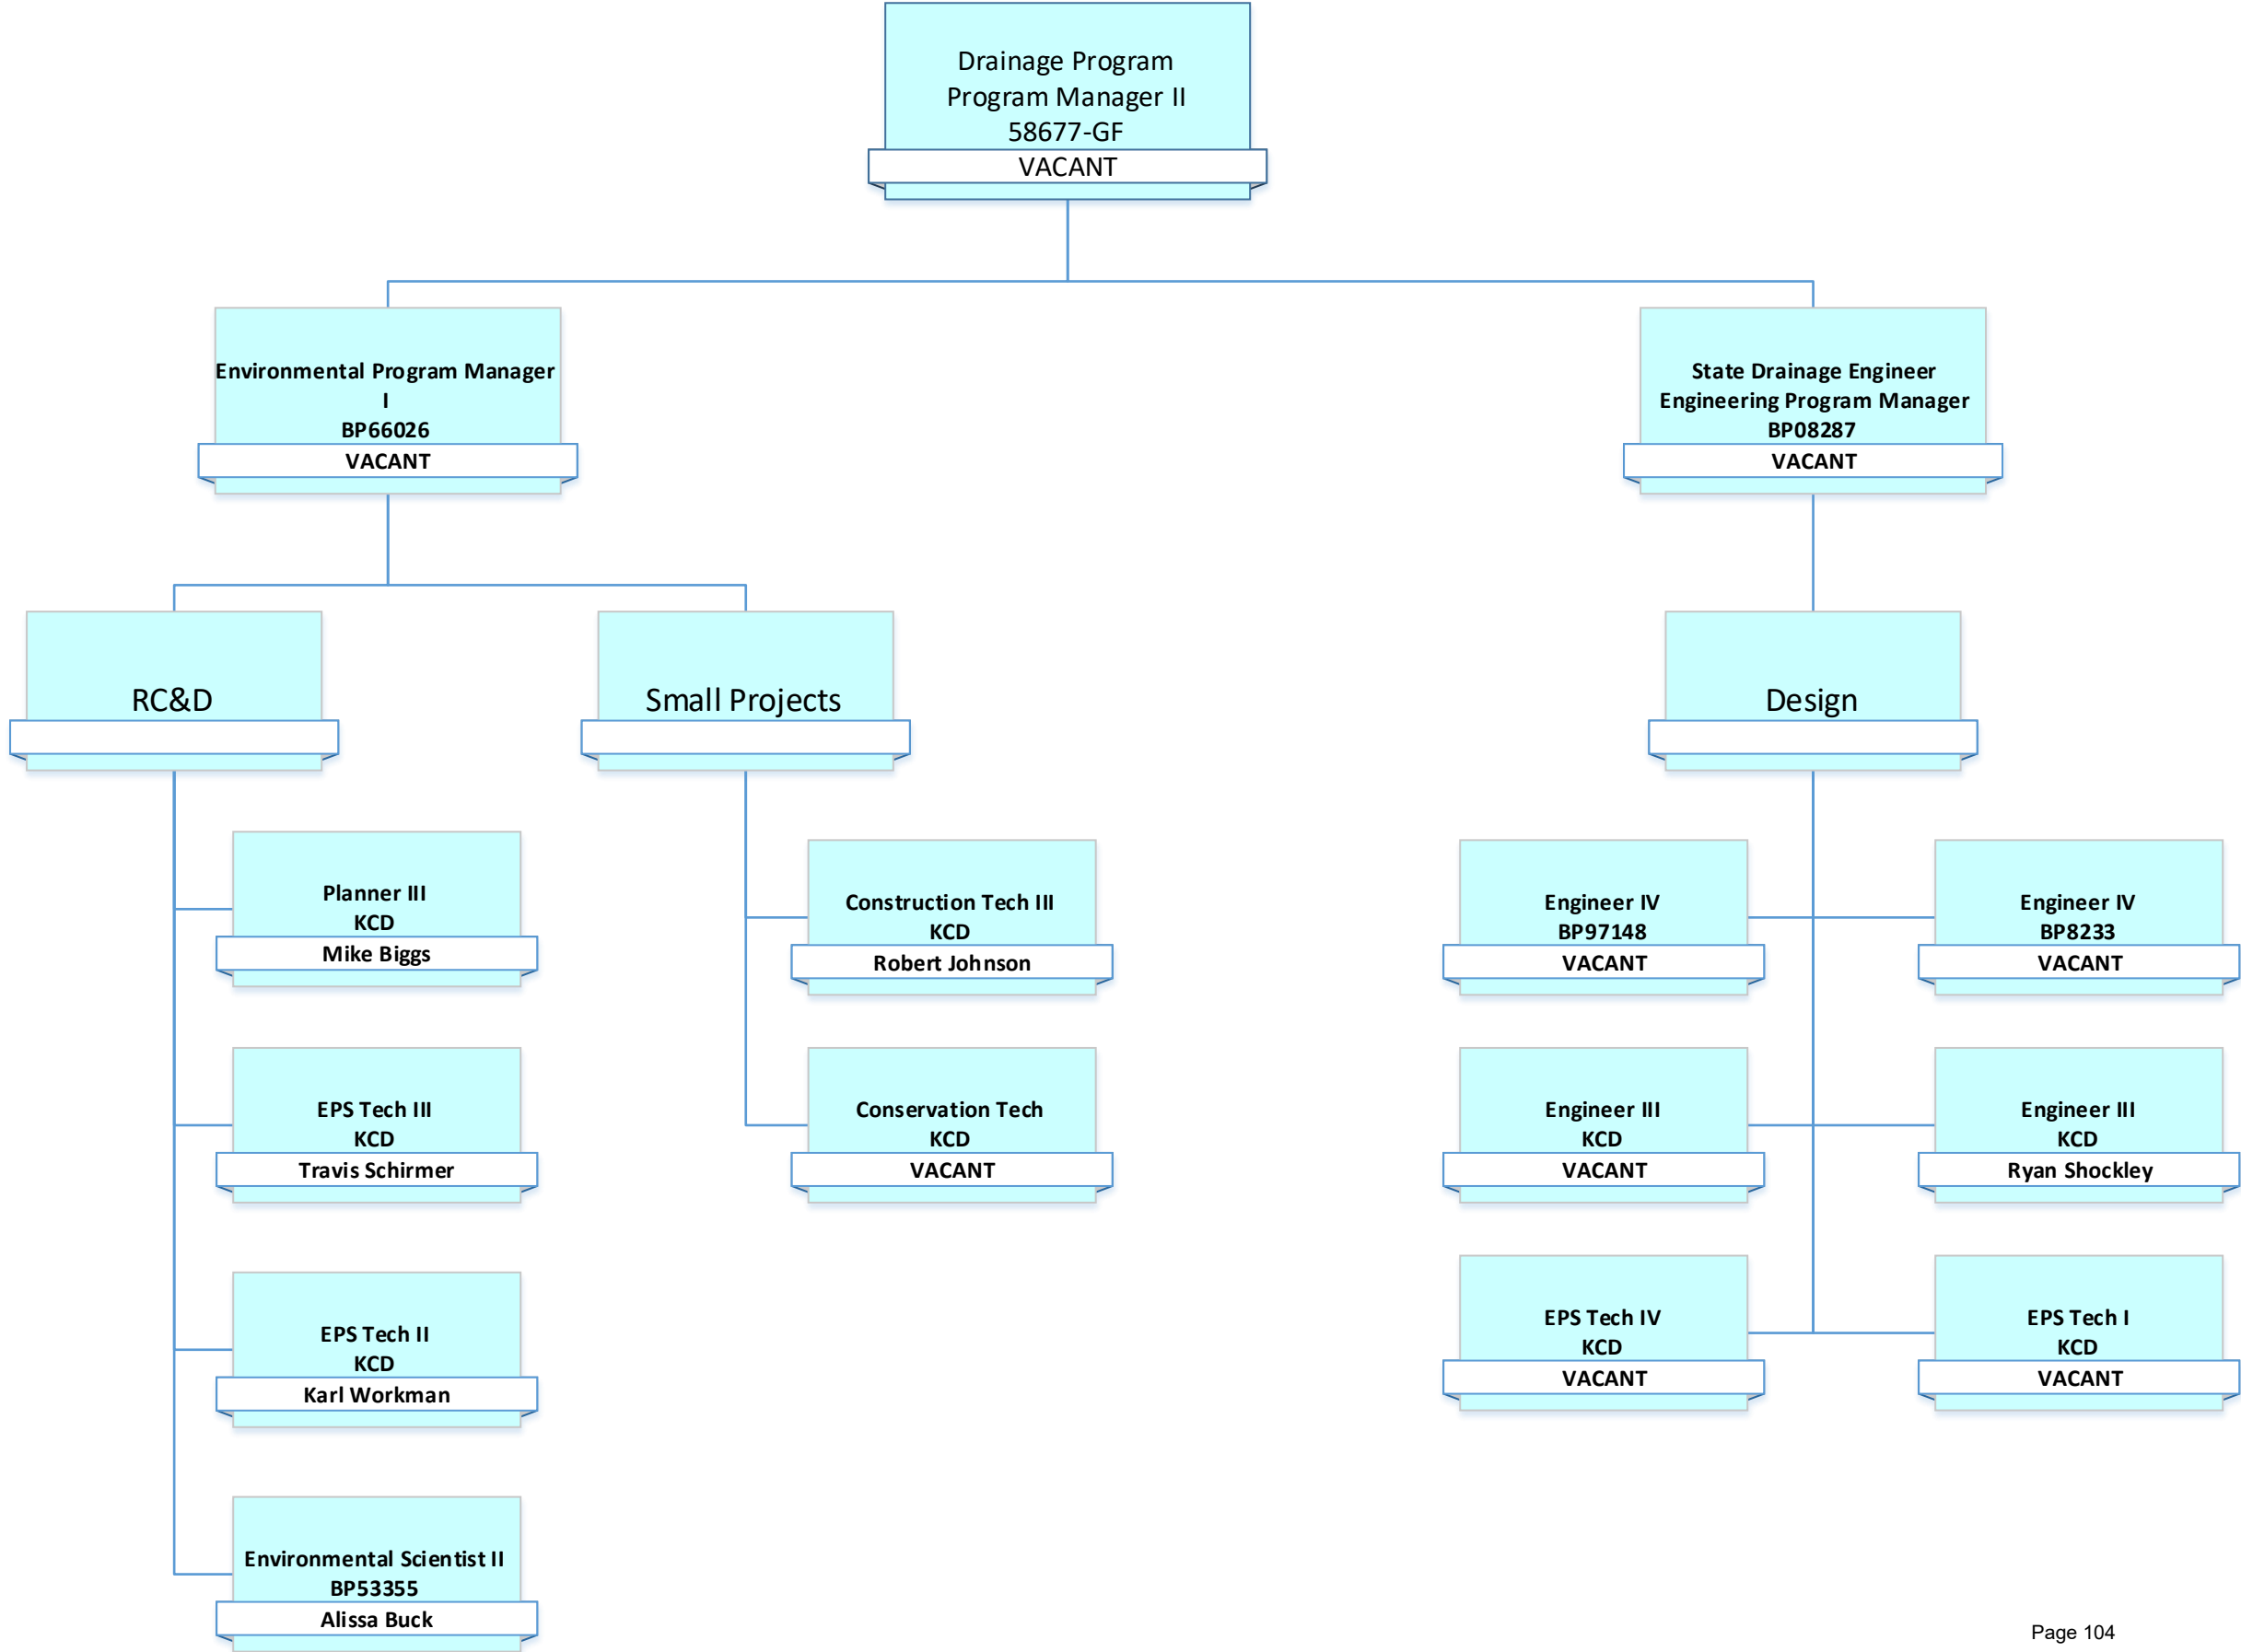 Drainage Program
Program Manager II
58677-GF
VACANT
Environmental Program Manager
I
BP66026
VACANT
State Drainage Engineer
Engineering Program Manager
BP08287
VACANT
RC&D
Small Projects
Design
Planner III
KCD
Mike Biggs
EPS Tech III
KCD
Travis Schirmer
EPS Tech II
KCD
Karl Workman
Environmental Scientist II
BP53355
Alissa Buck
Construction Tech III
KCD
Robert Johnson
Conservation Tech
KCD
VACANT
Engineer IV
BP97148
VACANT
Engineer IV
BP8233
VACANT
Engineer III
KCD
VACANT
Engineer III
KCD
Ryan Shockley
EPS Tech IV
KCD
VACANT
EPS Tech I
KCD
VACANT
Page 104